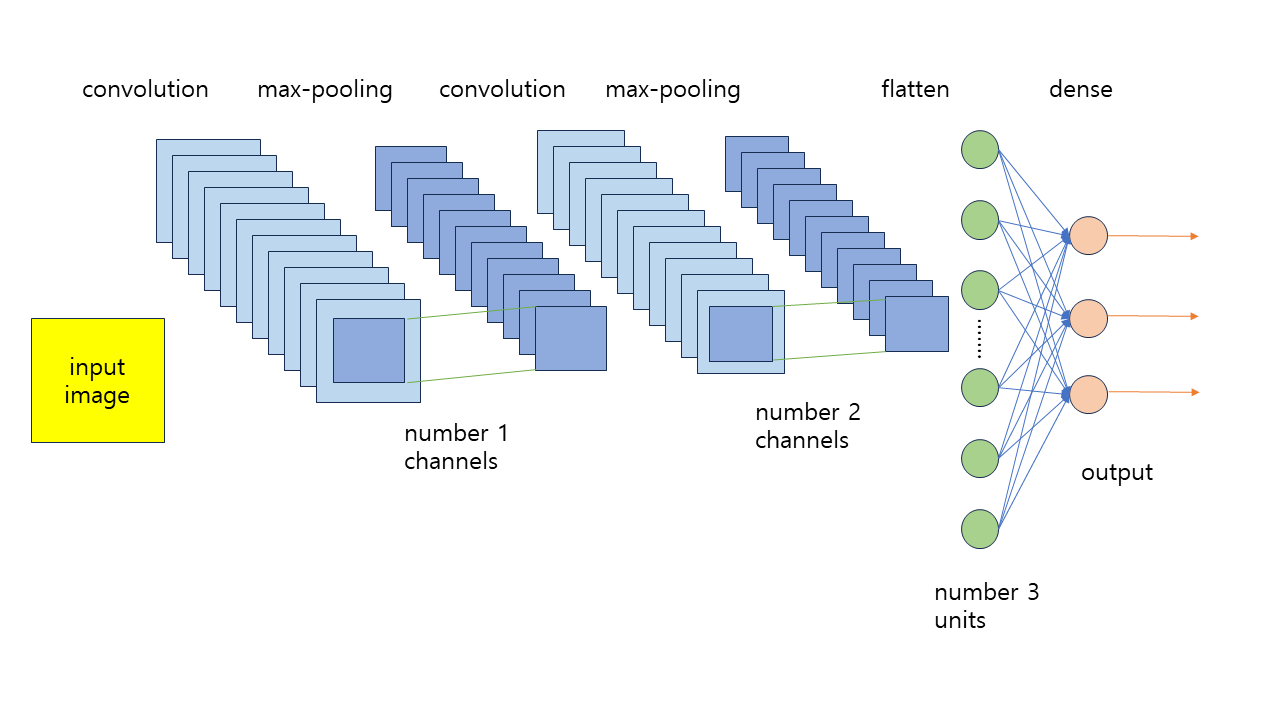 convolution
max-pooling
convolution
max-pooling
flatten
dense
input
image
number 1
channels
number 2
channels
output
number 3
units